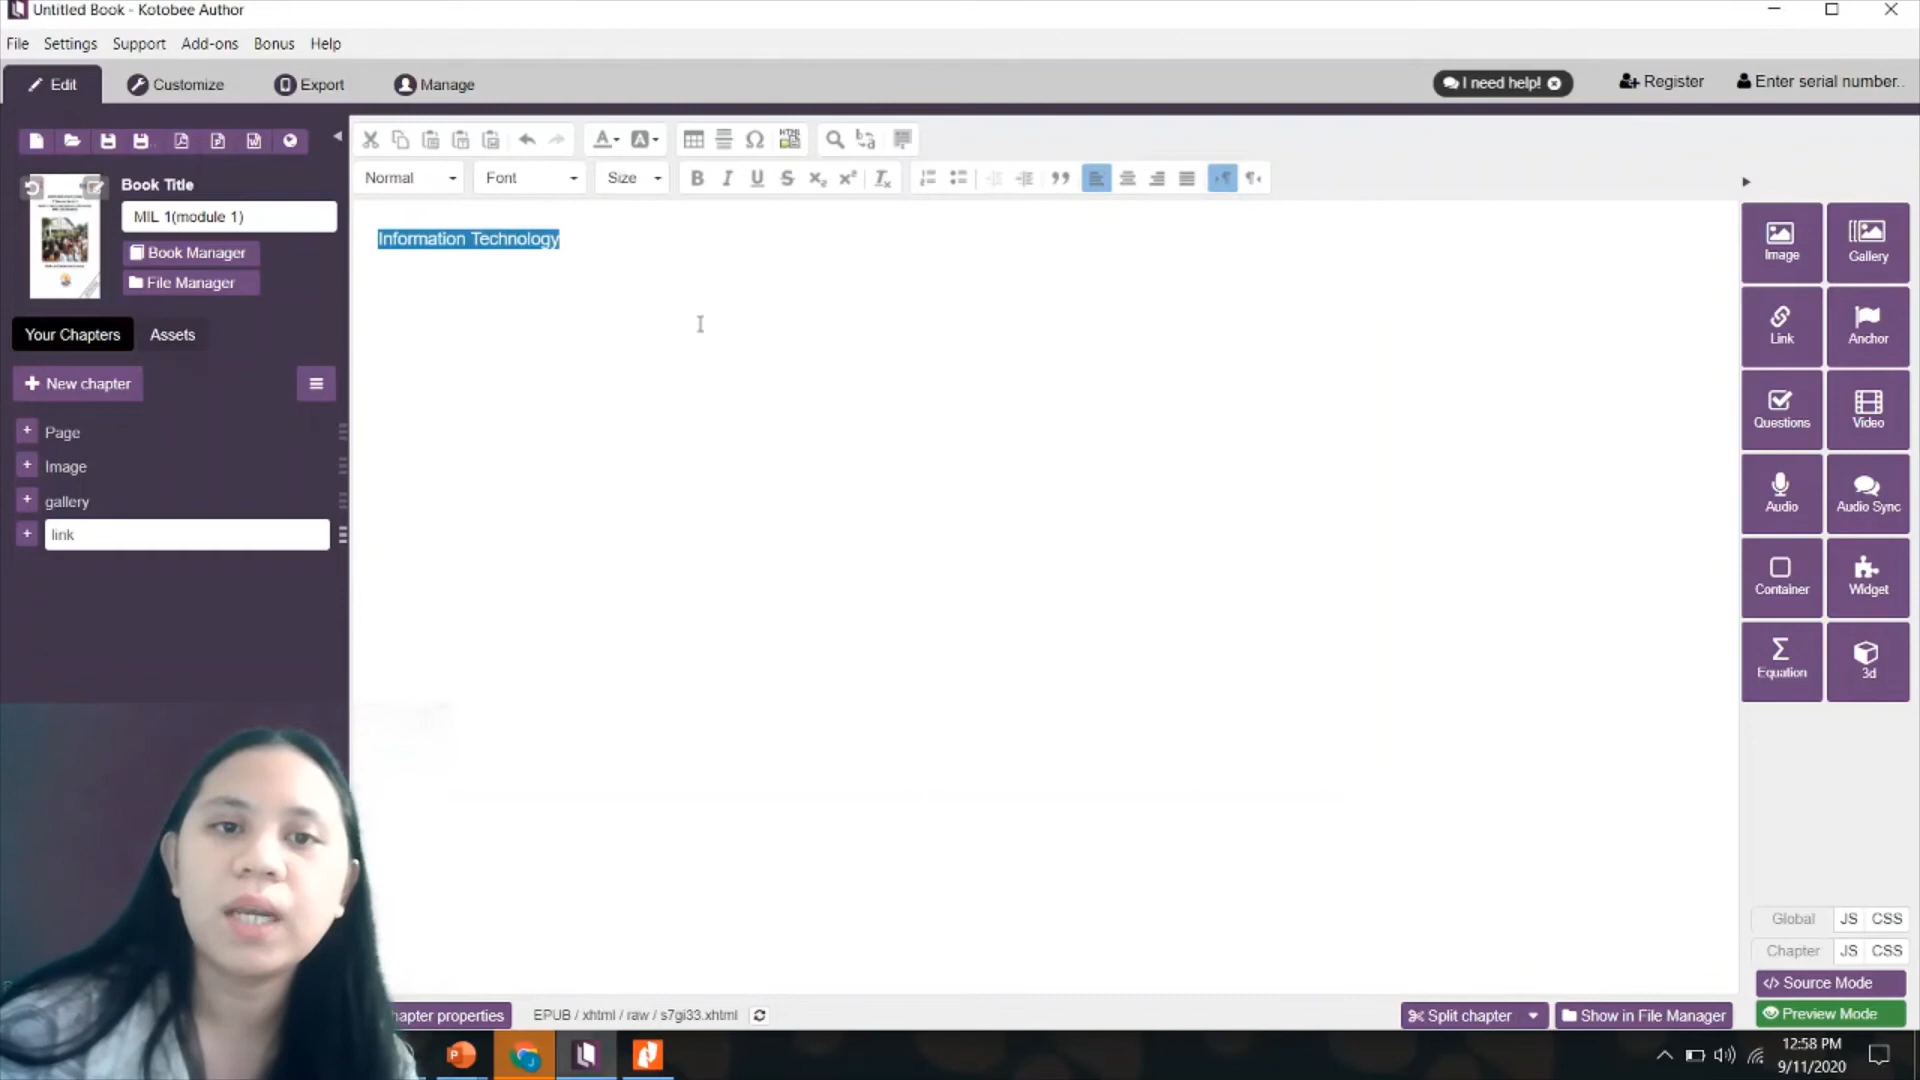 Untitled Book - Kotobee Author
File Settings Support Add-ons Bonus Help
Edit Customize Export Manage
I need help! Register Enter serial number..
Book Title
MIL 1(module 1)
Book Manager
File Manager
Your Chapters Assets
New chapter
Page
Image
gallery
link
Normal Font Size
Information Technology
Image Gallery
Link Anchor
Questions Video
Audio Audio Sync
Container Widget
Equation 3d
Global JS CSS
Chapter JS CSS
Source Mode
Preview Mode
hapter properties EPUB / xhtml / raw / s7gi33.xhtml
Split chapter Show in File Manager
12:58 PM
9/11/2020